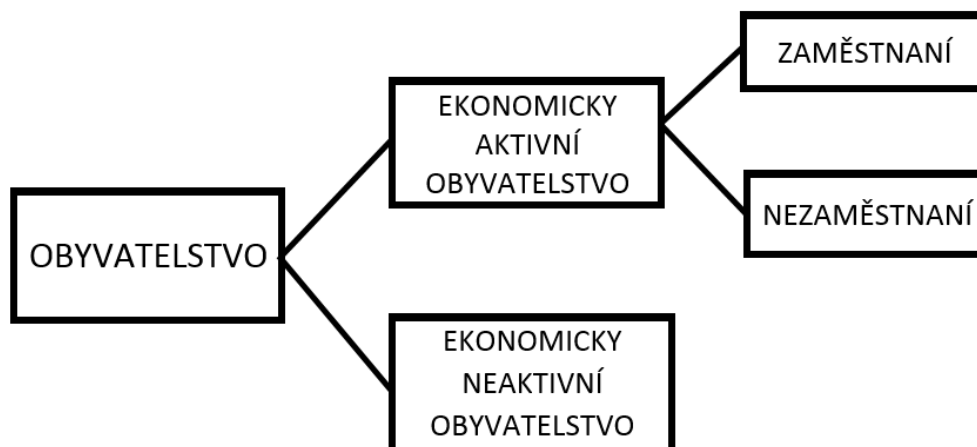 OBYVATELSTVO
EKONOMICKY
AKTIVNÍ
OBYVATELSTVO
ZAMĚSTNANÍ
NEZAMĚSTNANÍ
EKONOMICKY
NEAKTIVNÍ
OBYVATELSTVO